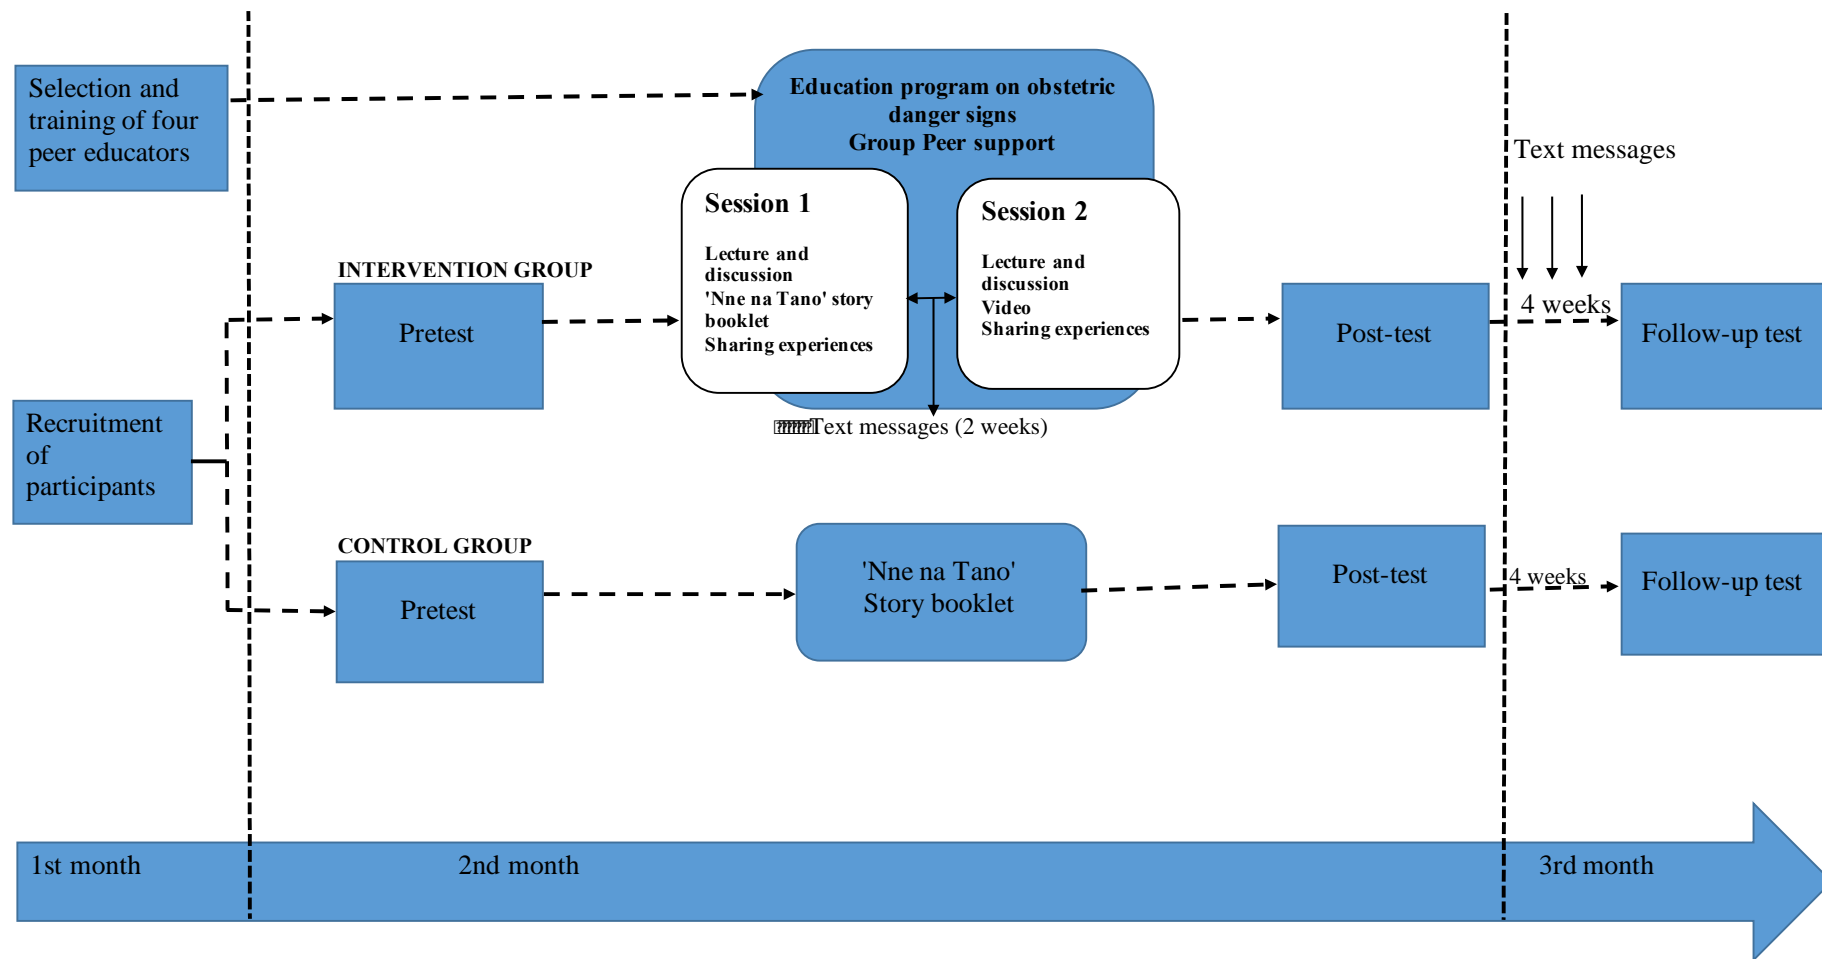 Selection and
training of four
peer educators
Education program on obstetric
danger signs
Group Peer support
Text messages
Session 1
Lecture and
discussion
'Nne na Tano' story
booklet
Sharing experiences
Session 2
Lecture and
discussion
Video
Sharing experiences
INTERVENTION GROUP
Pretest
Post-test
4 weeks
Follow-up test
Text messages (2 weeks)
Recruitment
of
participants
CONTROL GROUP
Pretest
'Nne na Tano'
Story booklet
Post-test
4 weeks
Follow-up test
1st month
2nd month
3rd month